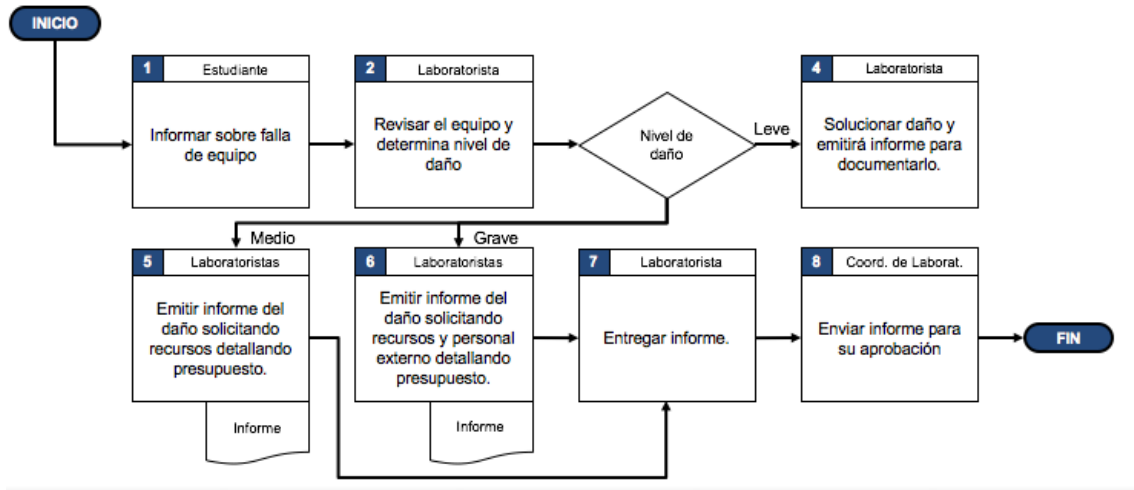 INICIO
1
Estudiante
Informar sobre falla
de equipo
2
Laboratorista
Revisar el equipo y
determina nivel de
daño
Nivel de
daño
Leve
4
Laboratorista
Solucionar daño y
emitirá informe para
documentarlo.
Medio
Grave
5
Laboratoristas
Emitir informe del
daño solicitando
recursos detallando
presupuesto.
Informe
6
Laboratoristas
Emitir informe del
daño solicitando
recursos y personal
externo detallando
presupuesto.
Informe
7
Laboratorista
Entregar informe.
8
Coord. de Laborat.
Enviar informe para
su aprobación
FIN